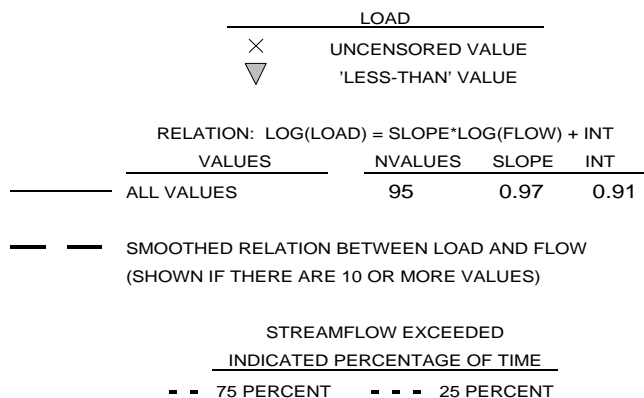 LOAD
UNCENSORED VALUE
'LESS-THAN' VALUE
RELATION: LOG(LOAD) = SLOPE*LOG(FLOW) + INT
VALUES NVALUES SLOPE INT
ALL VALUES 95 0.97 0.91
SMOOTHED RELATION BETWEEN LOAD AND FLOW
(SHOWN IF THERE ARE 10 OR MORE VALUES)
STREAMFLOW EXCEEDED
INDICATED PERCENTAGE OF TIME
75 PERCENT 25 PERCENT